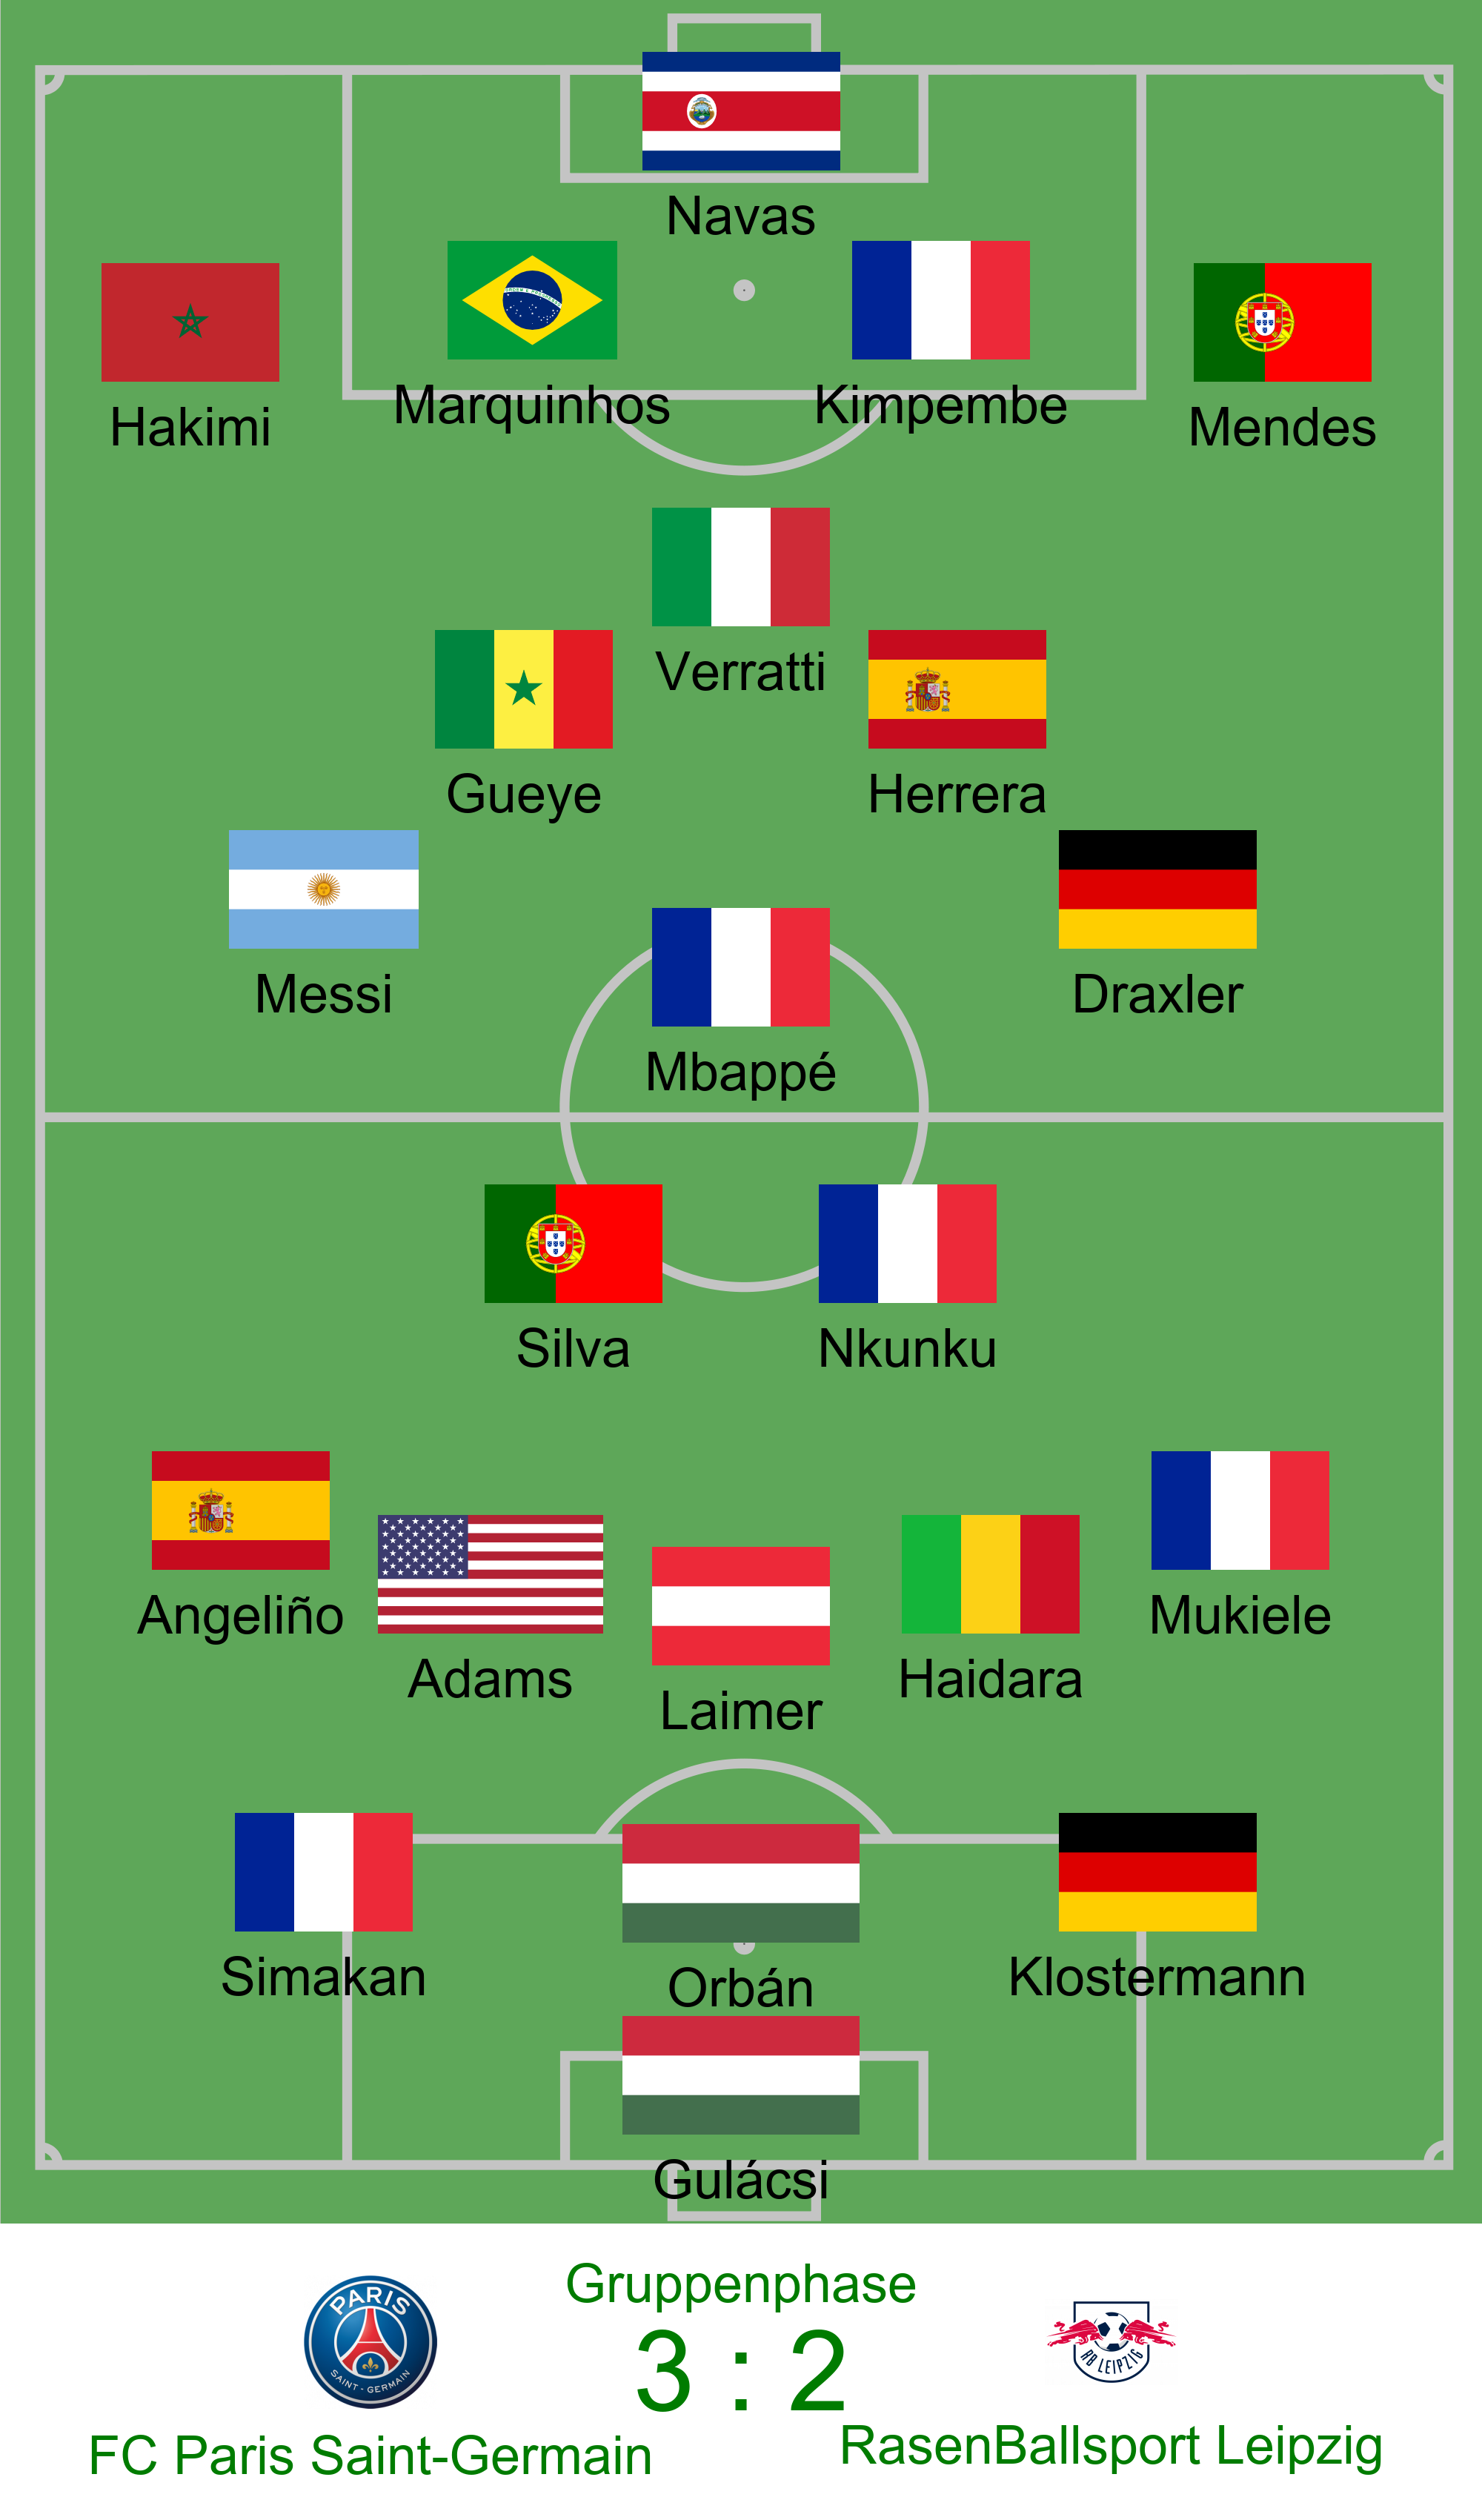 Navas
Marquinhos
Kimpembe
Hakimi
Mendes
Verratti
Gueye
Herrera
Messi
Draxler
Mbappé
Silva
Nkunku
Angeliño
Mukiele
Adams
Haidara
Laimer
Simakan
Orbán
Klostermann
Gulácsi
Gruppenphase
3 : 2
PARIS
SAINT-GERMAIN
RB LEIPZIG
FC Paris Saint-Germain
RasenBallsport Leipzig